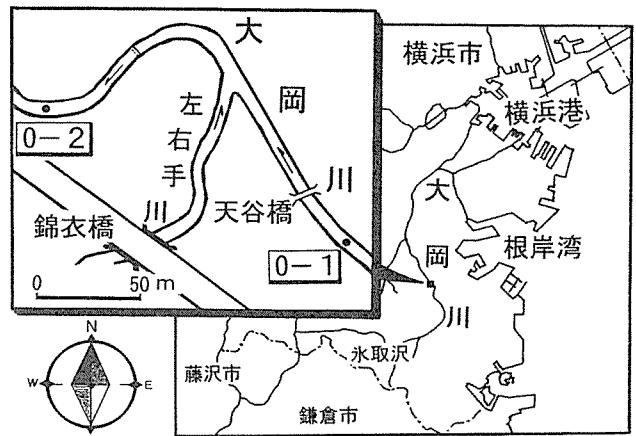 大
岡
川
左
右
手
川
O-2
錦衣橋
天谷橋
O-1
0 50 m
N
W E
横浜市
横浜港
大
岡
川
根岸湾
氷取沢
藤沢市
鎌倉市